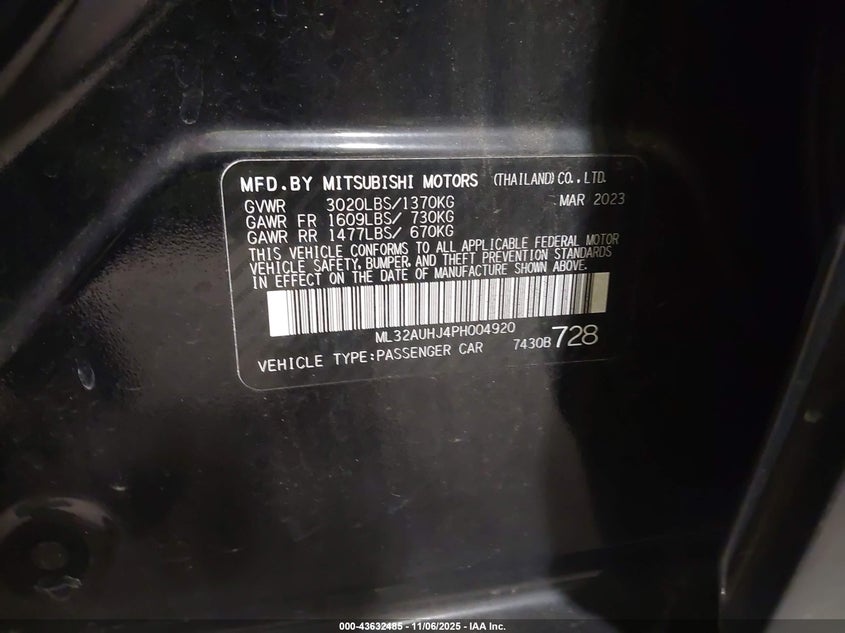 MFD.BY MITSUBISHI MOTORS (THAILAND) CO.,LTD.
GVWR 3020LBS/1370KG MAR 2023
GAWR FR 1609LBS/ 730KG
GAWR RR 1477LBS/ 670KG
THIS VEHICLE CONFORMS TO ALL APPLICABLE FEDERAL MOTOR
VEHICLE SAFETY, BUMPER, AND THEFT PREVENTION STANDARDS
IN EFFECT ON THE DATE OF MANUFACTURE SHOWN ABOVE.
ML32AUHJ4PH004920
VEHICLE TYPE:PASSENGER CAR 7430B728
000-43632485 - 11/06/2025 - IAA Inc.